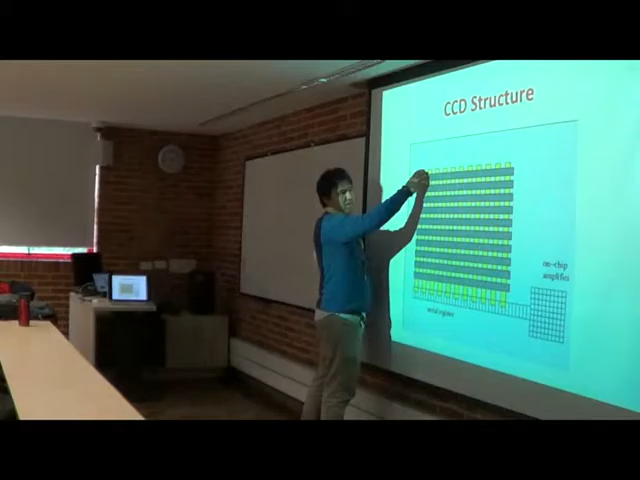 CCD Structure
on-chip
amplifier
serial register